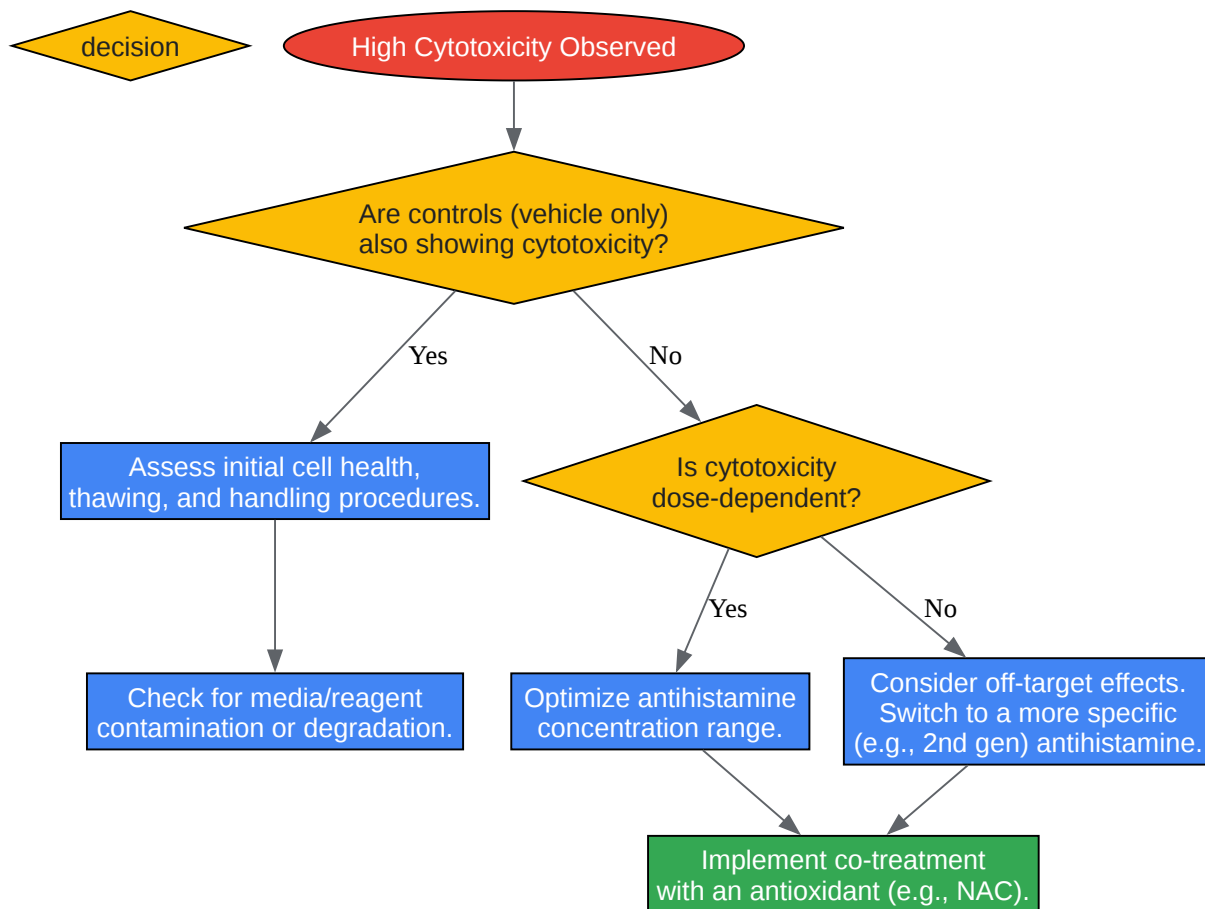 decision
High Cytotoxicity Observed
Are controls (vehicle only)
also showing cytotoxicity?
Yes
No
Assess initial cell health,
thawing, and handling procedures.
Is cytotoxicity
dose-dependent?
Yes
No
Check for media/reagent
contamination or degradation.
Optimize antihistamine
concentration range.
Consider off-target effects.
Switch to a more specific
(e.g., 2nd gen) antihistamine.
Implement co-treatment
with an antioxidant (e.g., NAC).